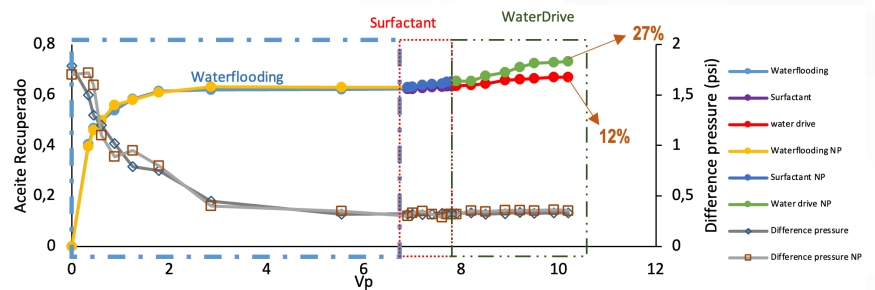 WaterDrive
Surfactant
27%
0,8
0,6
0,4
0,2
0
Aceite Recuperado
Waterflooding
12%
2
1,5
1
0,5
0
Difference pressure (psi)
0
2
4
6
8
10
12
Vp
Waterflooding
Surfactant
water drive
Waterflooding NP
Surfactant NP
Water drive NP
Difference pressure
Difference pressure NP